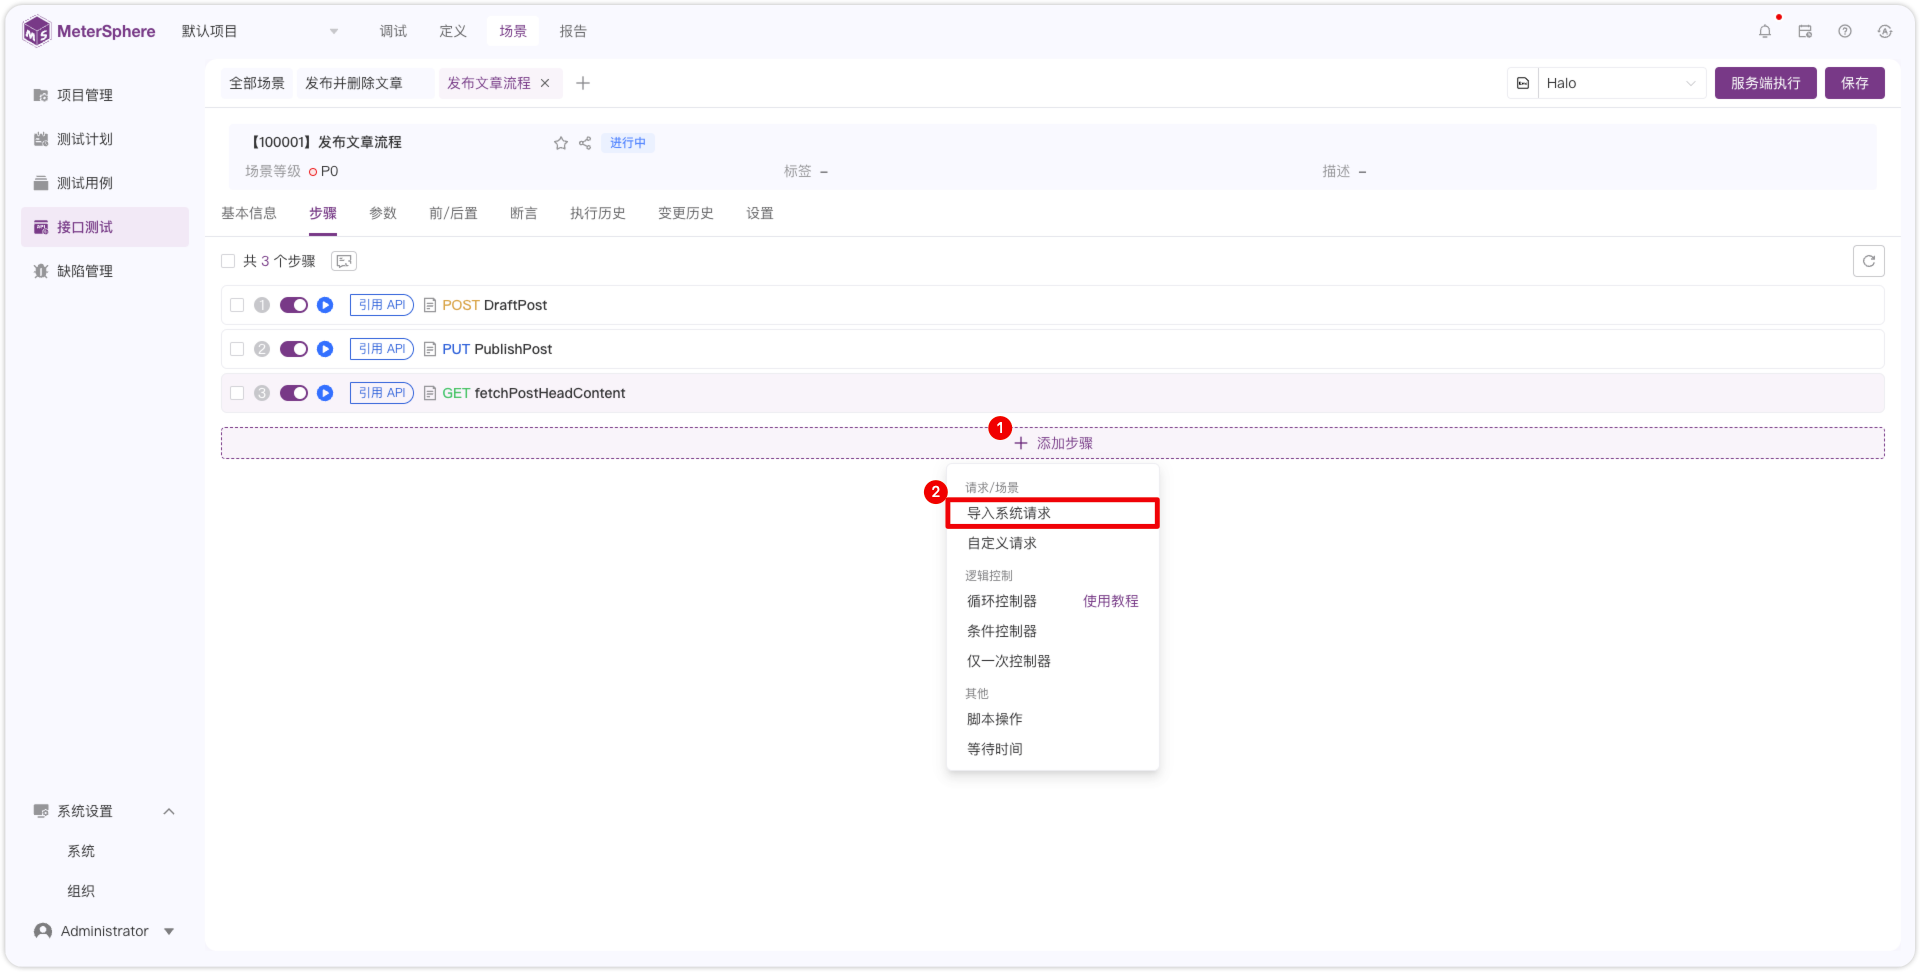 MeterSphere 默认项目 调试 定义 场景 报告
项目管理
测试计划
测试用例
接口测试
缺陷管理
全部场景 发布并删除文章 发布文章流程
Halo 服务端执行 保存
【100001】发布文章流程 进行中
场景等级 P0 标签 – 描述 –
基本信息 步骤 参数 前/后置 断言 执行历史 变更历史 设置
共 3 个步骤
1 引用 API POST DraftPost
2 引用 API PUT PublishPost
3 引用 API GET fetchPostHeadContent
1
添加步骤
请求/场景
2
导入系统请求
自定义请求
逻辑控制
循环控制器 使用教程
条件控制器
仅一次控制器
其他
脚本操作
等待时间
系统设置
系统
组织
Administrator